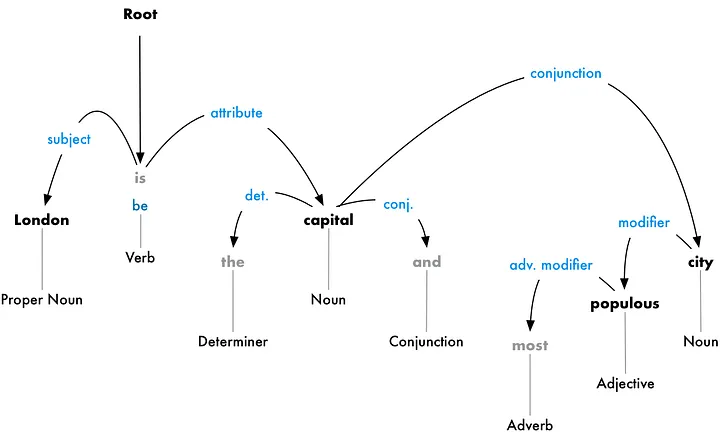 Root
conjunction
attribute
subject
is
det.
be
conj.
London
capital
modifier
Verb
the
and
adv. modifier
city
Proper Noun
Noun
populous
Determiner
Conjunction
most
Noun
Adjective
Adverb